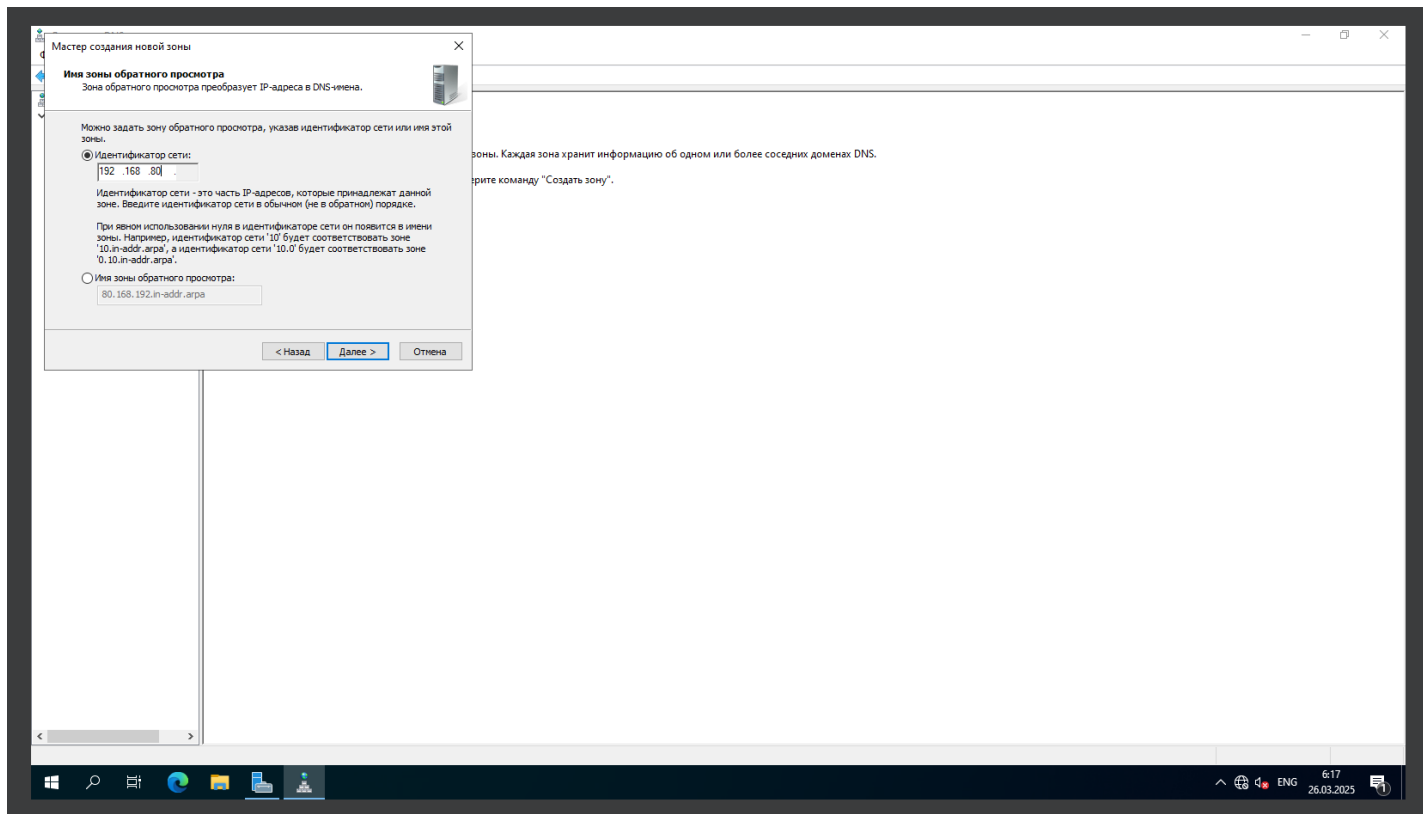 Мастер создания новой зоны
Имя зоны обратного просмотра
Зона обратного просмотра преобразует IP-адреса в DNS-имена.
Можно задать зону обратного просмотра, указав идентификатор сети или имя этой
зоны.
Идентификатор сети:
192 .168 .80 .
Идентификатор сети - это часть IP-адресов, которые принадлежат данной
зоне. Введите идентификатор сети в обычном (не в обратном) порядке.
При явном использовании нуля в идентификаторе сети он появится в имени
зоны. Например, идентификатор сети '10' будет соответствовать зоне
'10.in-addr.arpa', а идентификатор сети '10.0' будет соответствовать зоне
'0.10.in-addr.arpa'.
Имя зоны обратного просмотра:
80.168.192.in-addr.arpa
< Назад
Далее >
Отмена
зоны. Каждая зона хранит информацию об одном или более соседних доменах DNS.
ерите команду "Создать зону".
ENG
6:17
26.03.2025
1